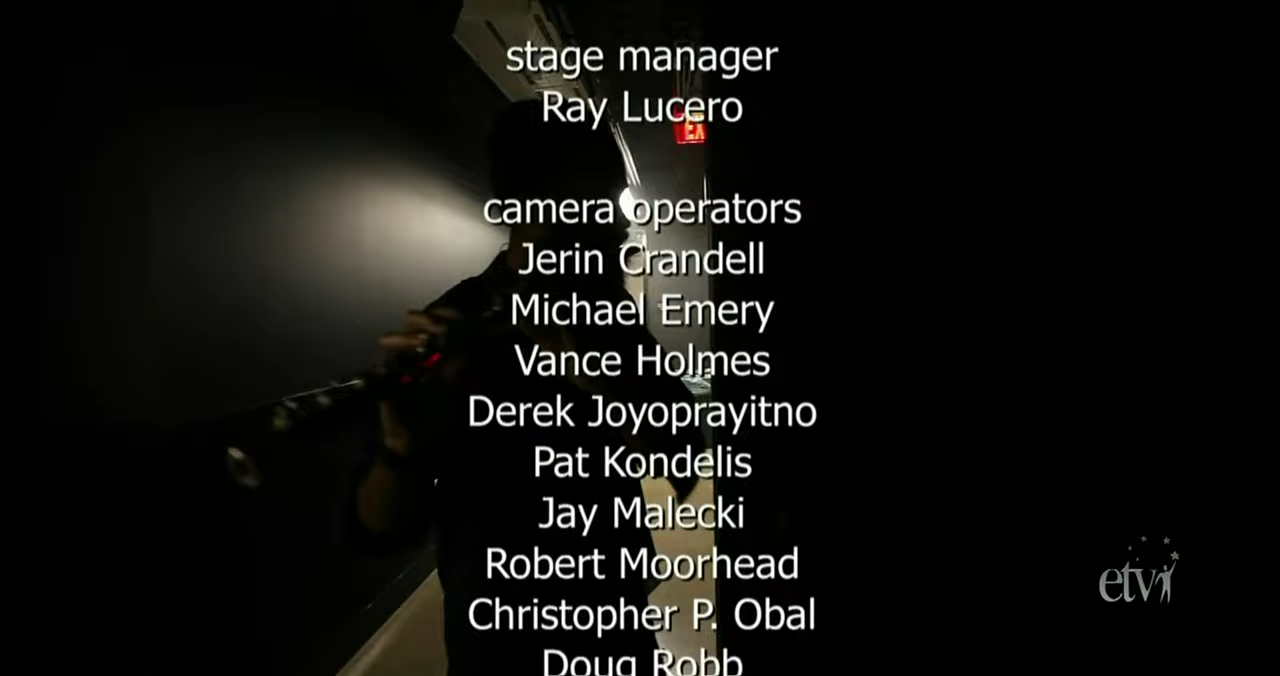 stage manager
Ray Lucero
EX
camera operators
Jerin Crandell
Michael Emery
Vance Holmes
Derek Joyoprayitno
Pat Kondelis
Jay Malecki
Robert Moorhead
Christopher P. Obal
Doug Robb
etv